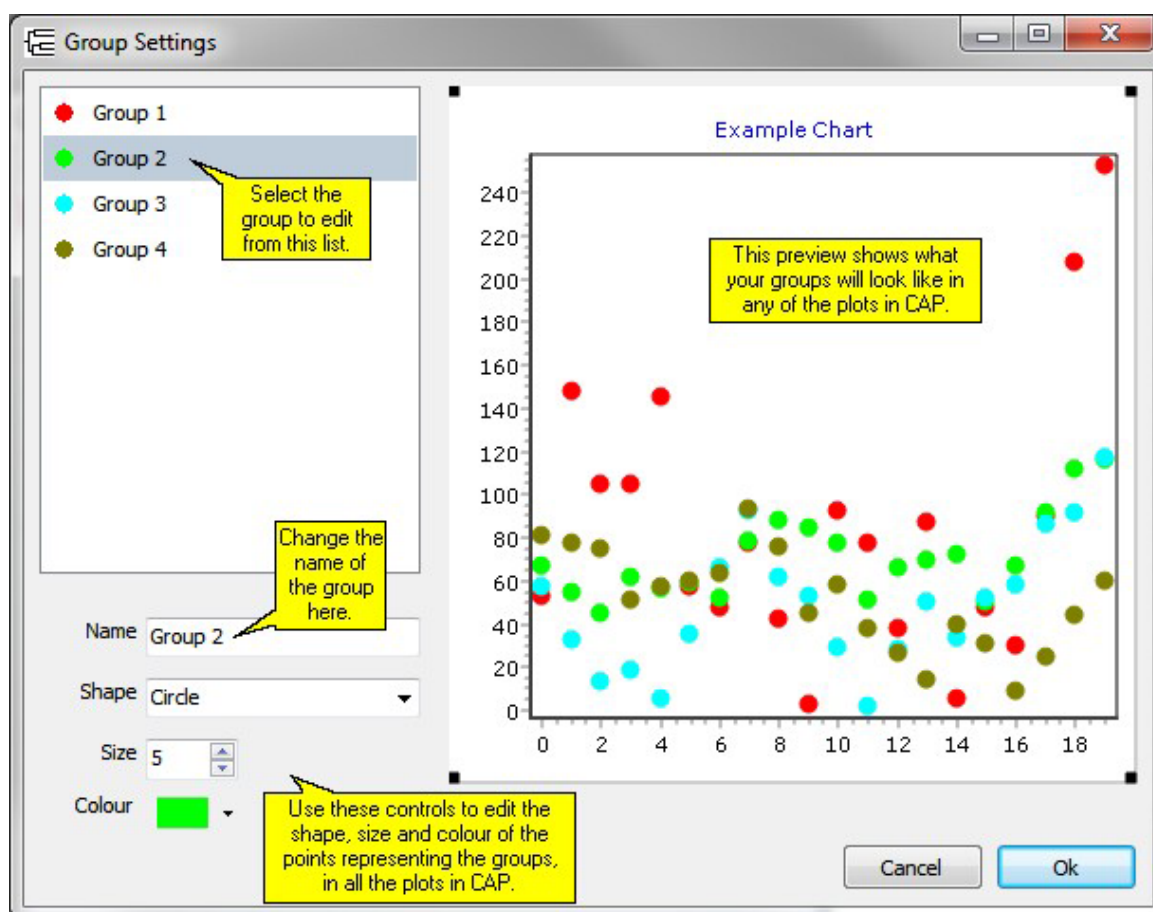 Group Settings
Group 1
Group 2
Group 3
Group 4
Select the
group to edit
from this list.
Change the
name of
the group
here.
Name Group 2
Shape Circle
Size 5
Colour
Use these controls to edit the
shape, size and colour of the
points representing the groups,
in all the plots in CAP.
Example Chart
This preview shows what
your groups will look like in
any of the plots in CAP.
240
220
200
180
160
140
120
100
80
60
40
20
0
0 2 4 6 8 10 12 14 16 18
Cancel Ok